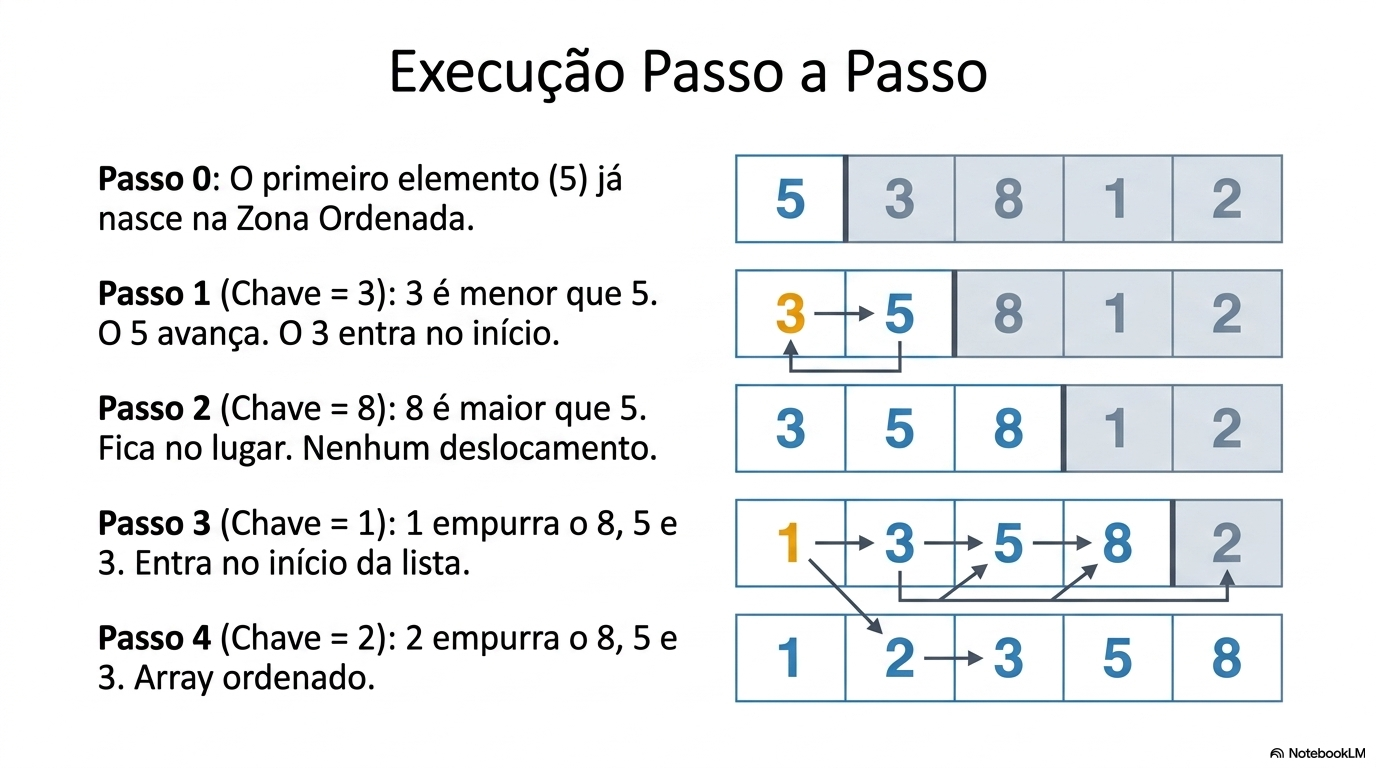 Execução Passo a Passo
Passo 0: O primeiro elemento (5) já
nasce na Zona Ordenada.
5 3 8 1 2
Passo 1 (Chave = 3): 3 é menor que 5.
O 5 avança. O 3 entra no início.
3 5 8 1 2
Passo 2 (Chave = 8): 8 é maior que 5.
Fica no lugar. Nenhum deslocamento.
3 5 8 1 2
Passo 3 (Chave = 1): 1 empurra o 8, 5 e
3. Entra no início da lista.
1 3 5 8 2
Passo 4 (Chave = 2): 2 empurra o 8, 5 e
3. Array ordenado.
1 2 3 5 8
NotebookLM